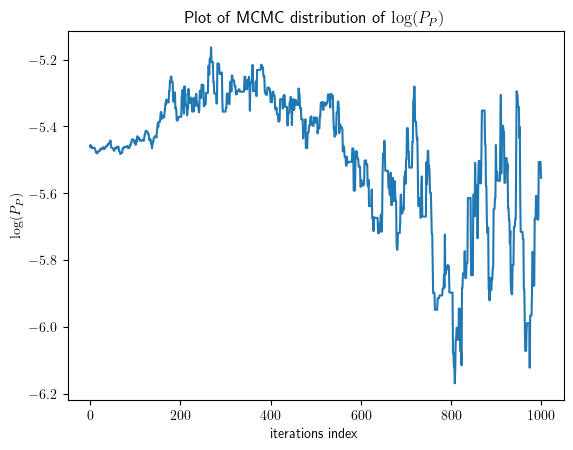 Plot of MCMC distribution of log(P_P)
−5.2
−5.4
−5.6
−5.8
−6.0
−6.2
log(P_P)
0 200 400 600 800 1000
iterations index